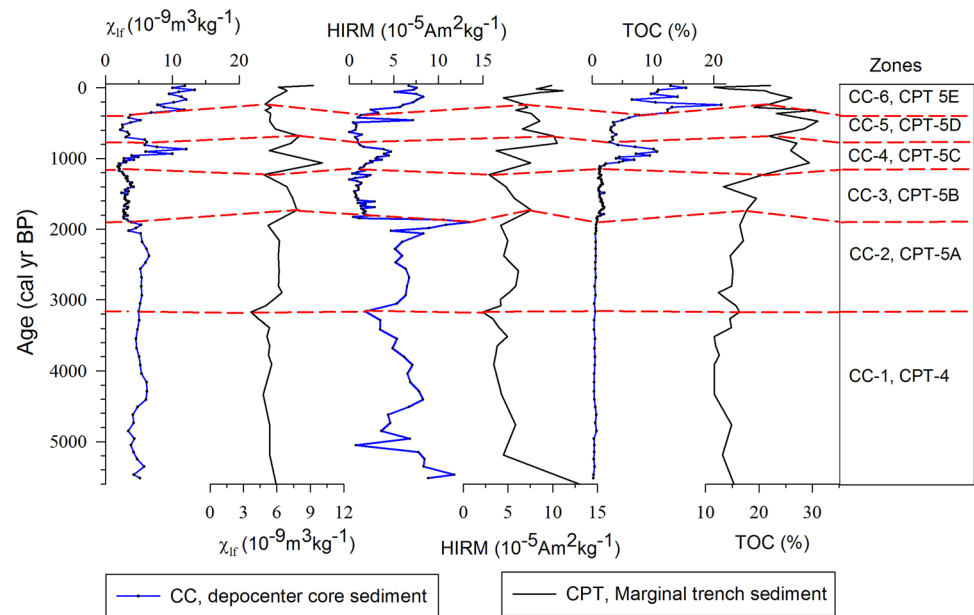 χlf (10-9m3kg-1)
HIRM (10-5Am2kg-1)
TOC (%)
0 10 20
0 5 10 15
0 10 20
Zones
Age (cal yr BP)
0
1000
2000
3000
4000
5000
CC-6, CPT 5E
CC-5, CPT-5D
CC-4, CPT-5C
CC-3, CPT-5B
CC-2, CPT-5A
CC-1, CPT-4
0 3 6 9 12
0 5 10 15
10 20 30
χlf (10-9m3kg-1)
HIRM (10-5Am2kg-1)
TOC (%)
CC, depocenter core sediment
CPT, Marginal trench sediment